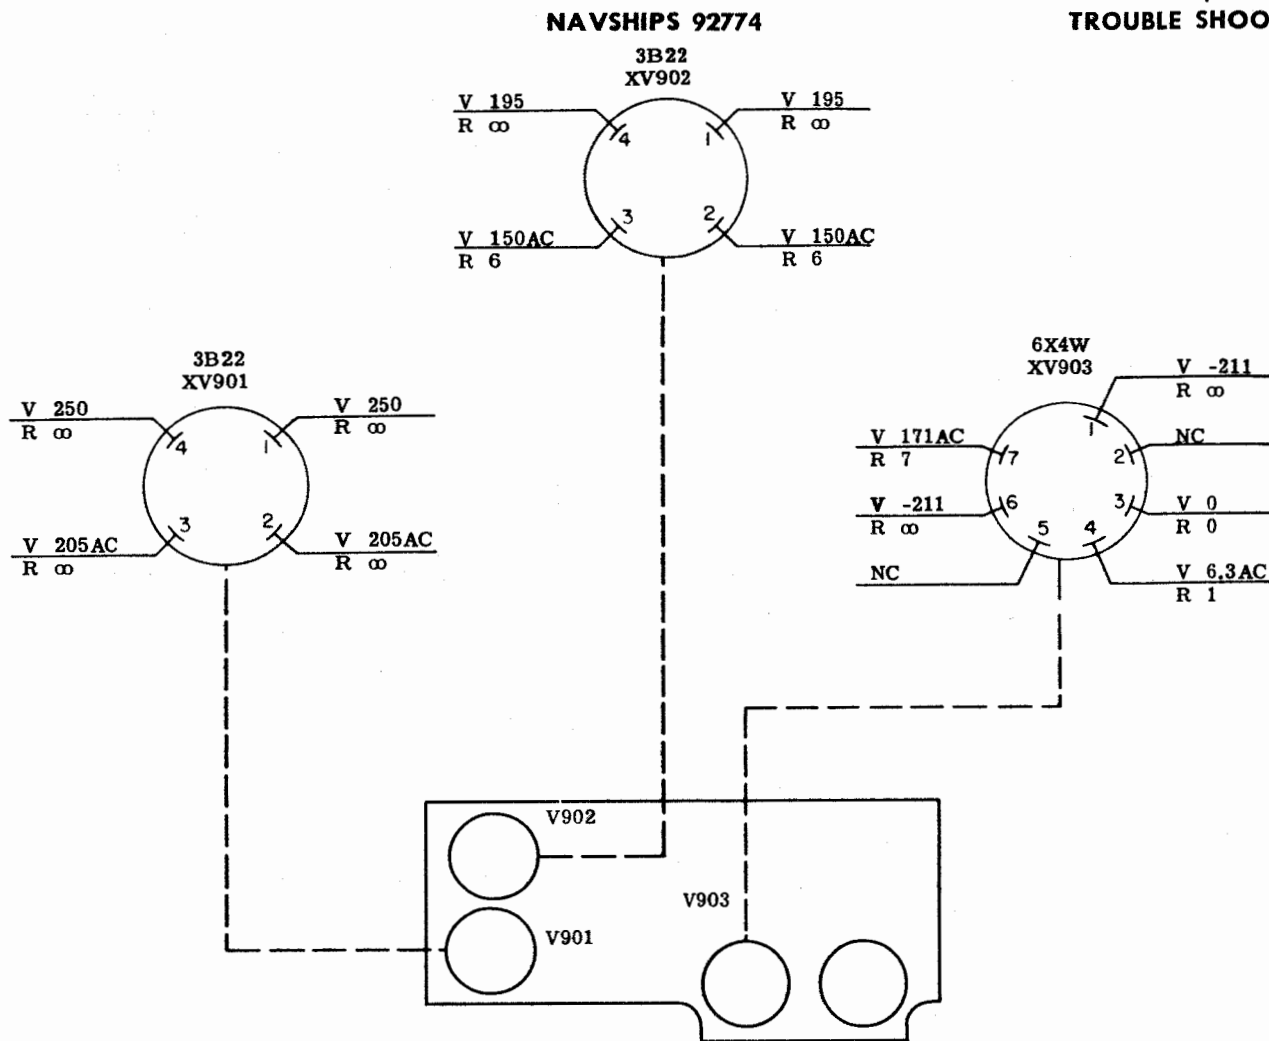 NAVSHIPS 92774
TROUBLE SHOO
3B22
XV902
V 195
R ∞
4
1
V 195
R ∞
V 150AC
R 6
3
2
V 150AC
R 6
3B22
XV901
V 250
R ∞
4
1
V 250
R ∞
V 205AC
R ∞
3
2
V 205AC
R ∞
6X4W
XV903
V -211
R ∞
1
V 171AC
R 7
7
2
NC
V -211
R ∞
6
3
V 0
R 0
5
4
NC
V 6.3AC
R 1
V902
V903
V901